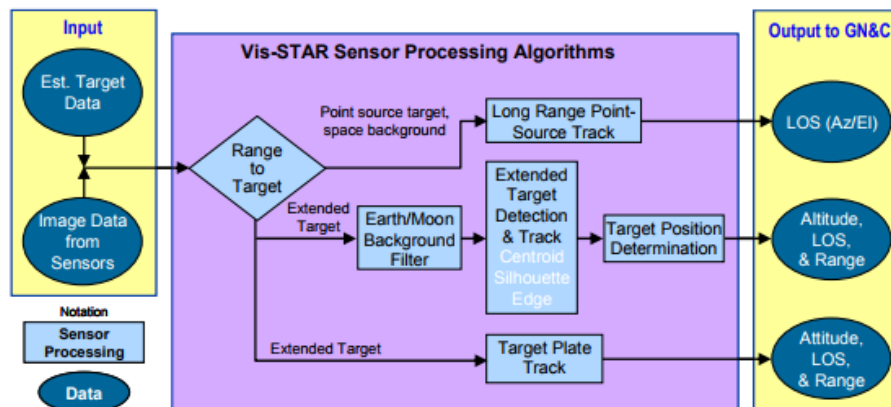 Input
Est. Target
Data
Image Data
from
Sensors
Notation
Sensor
Processing
Data
Vis-STAR Sensor Processing Algorithms
Range
to
Target
Point source target,
space background
Long Range Point-
Source Track
Extended
Target
Earth/Moon
Background
Filter
Extended
Target
Detection
& Track
Centroid
Silhouette
Edge
Target Position
Determination
Extended Target
Target Plate
Track
Output to GN&C
LOS (Az/El)
Altitude,
LOS,
& Range
Attitude,
LOS,
& Range